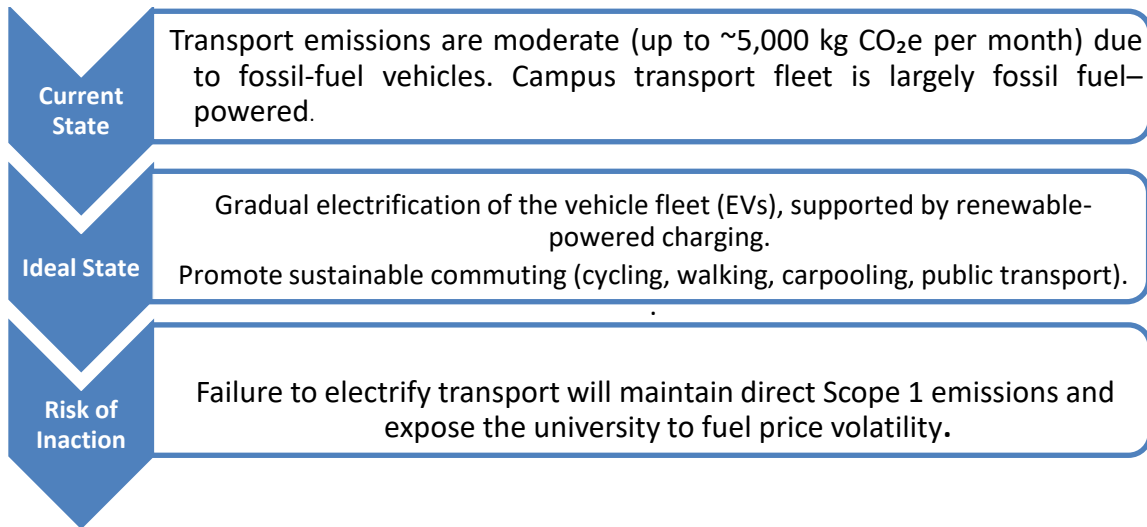 Current
State
Transport emissions are moderate (up to ~5,000 kg CO₂e per month) due
to fossil-fuel vehicles. Campus transport fleet is largely fossil fuel–
powered.
Ideal State
Gradual electrification of the vehicle fleet (EVs), supported by renewable-
powered charging.
Promote sustainable commuting (cycling, walking, carpooling, public transport).
.
Risk of
Inaction
Failure to electrify transport will maintain direct Scope 1 emissions and
expose the university to fuel price volatility.